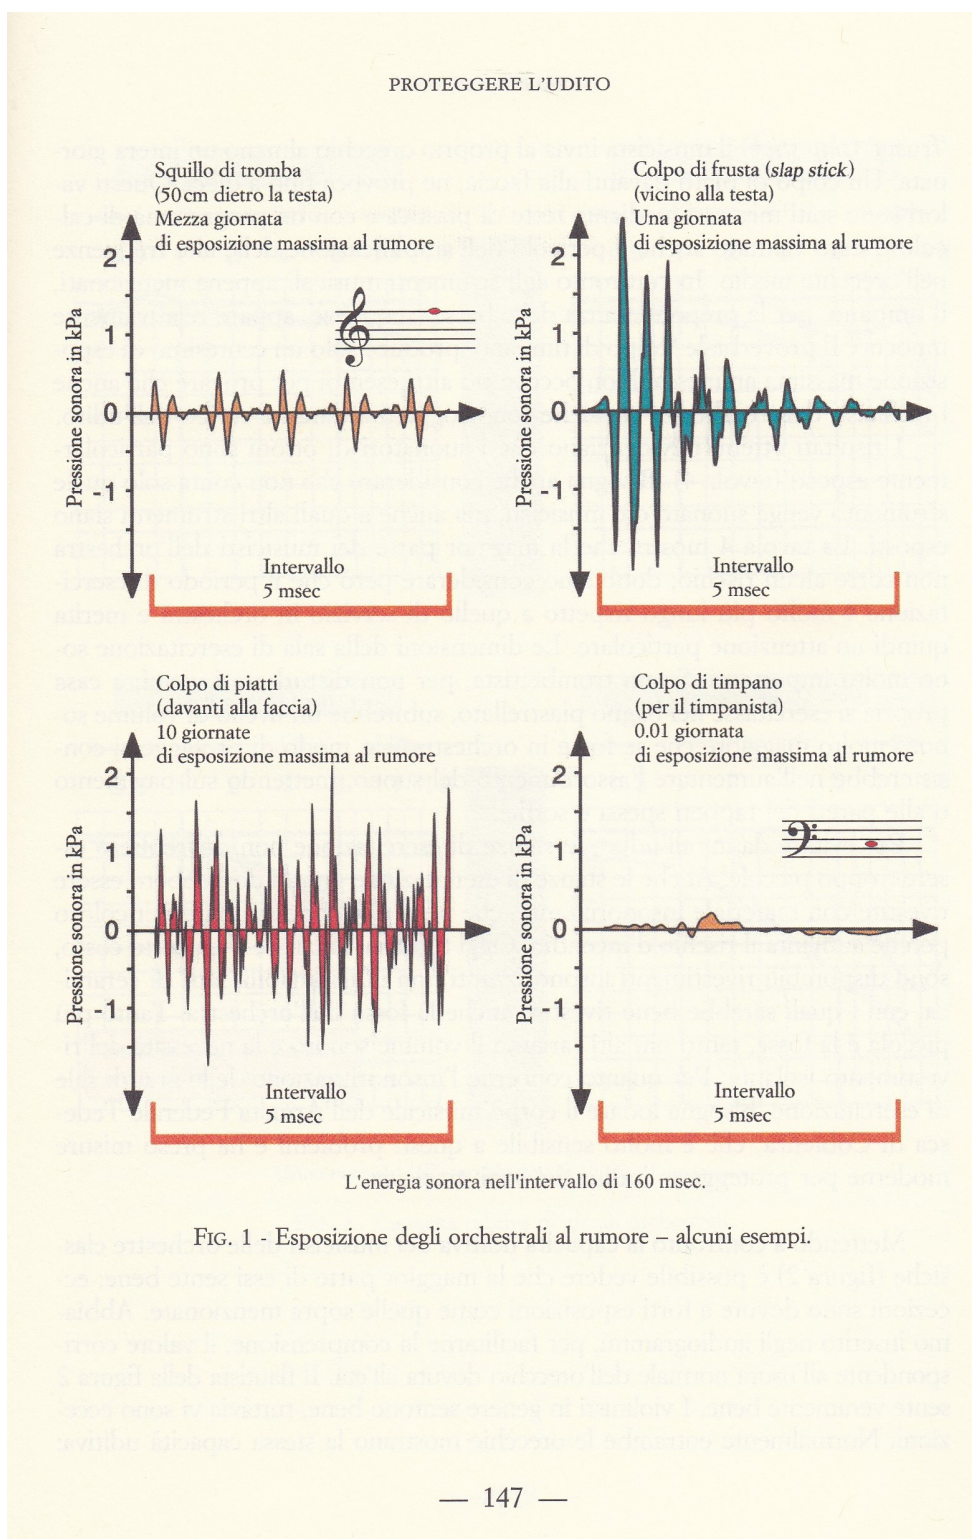 PROTEGGERE L'UDITO
Squillo di tromba
(50 cm dietro la testa)
Mezza giornata
di esposizione massima al rumore
Pressione sonora in kPa
2
1
0
-1
Intervallo
5 msec
Colpo di frusta (slap stick)
(vicino alla testa)
Una giornata
di esposizione massima al rumore
Pressione sonora in kPa
2
1
0
-1
Intervallo
5 msec
Colpo di piatti
(davanti alla faccia)
10 giornate
di esposizione massima al rumore
Pressione sonora in kPa
2
1
0
-1
Intervallo
5 msec
Colpo di timpano
(per il timpanista)
0.01 giornata
di esposizione massima al rumore
Pressione sonora in kPa
2
1
0
-1
Intervallo
5 msec
L'energia sonora nell'intervallo di 160 msec.
FIG. 1 - Esposizione degli orchestrali al rumore – alcuni esempi.
— 147 —